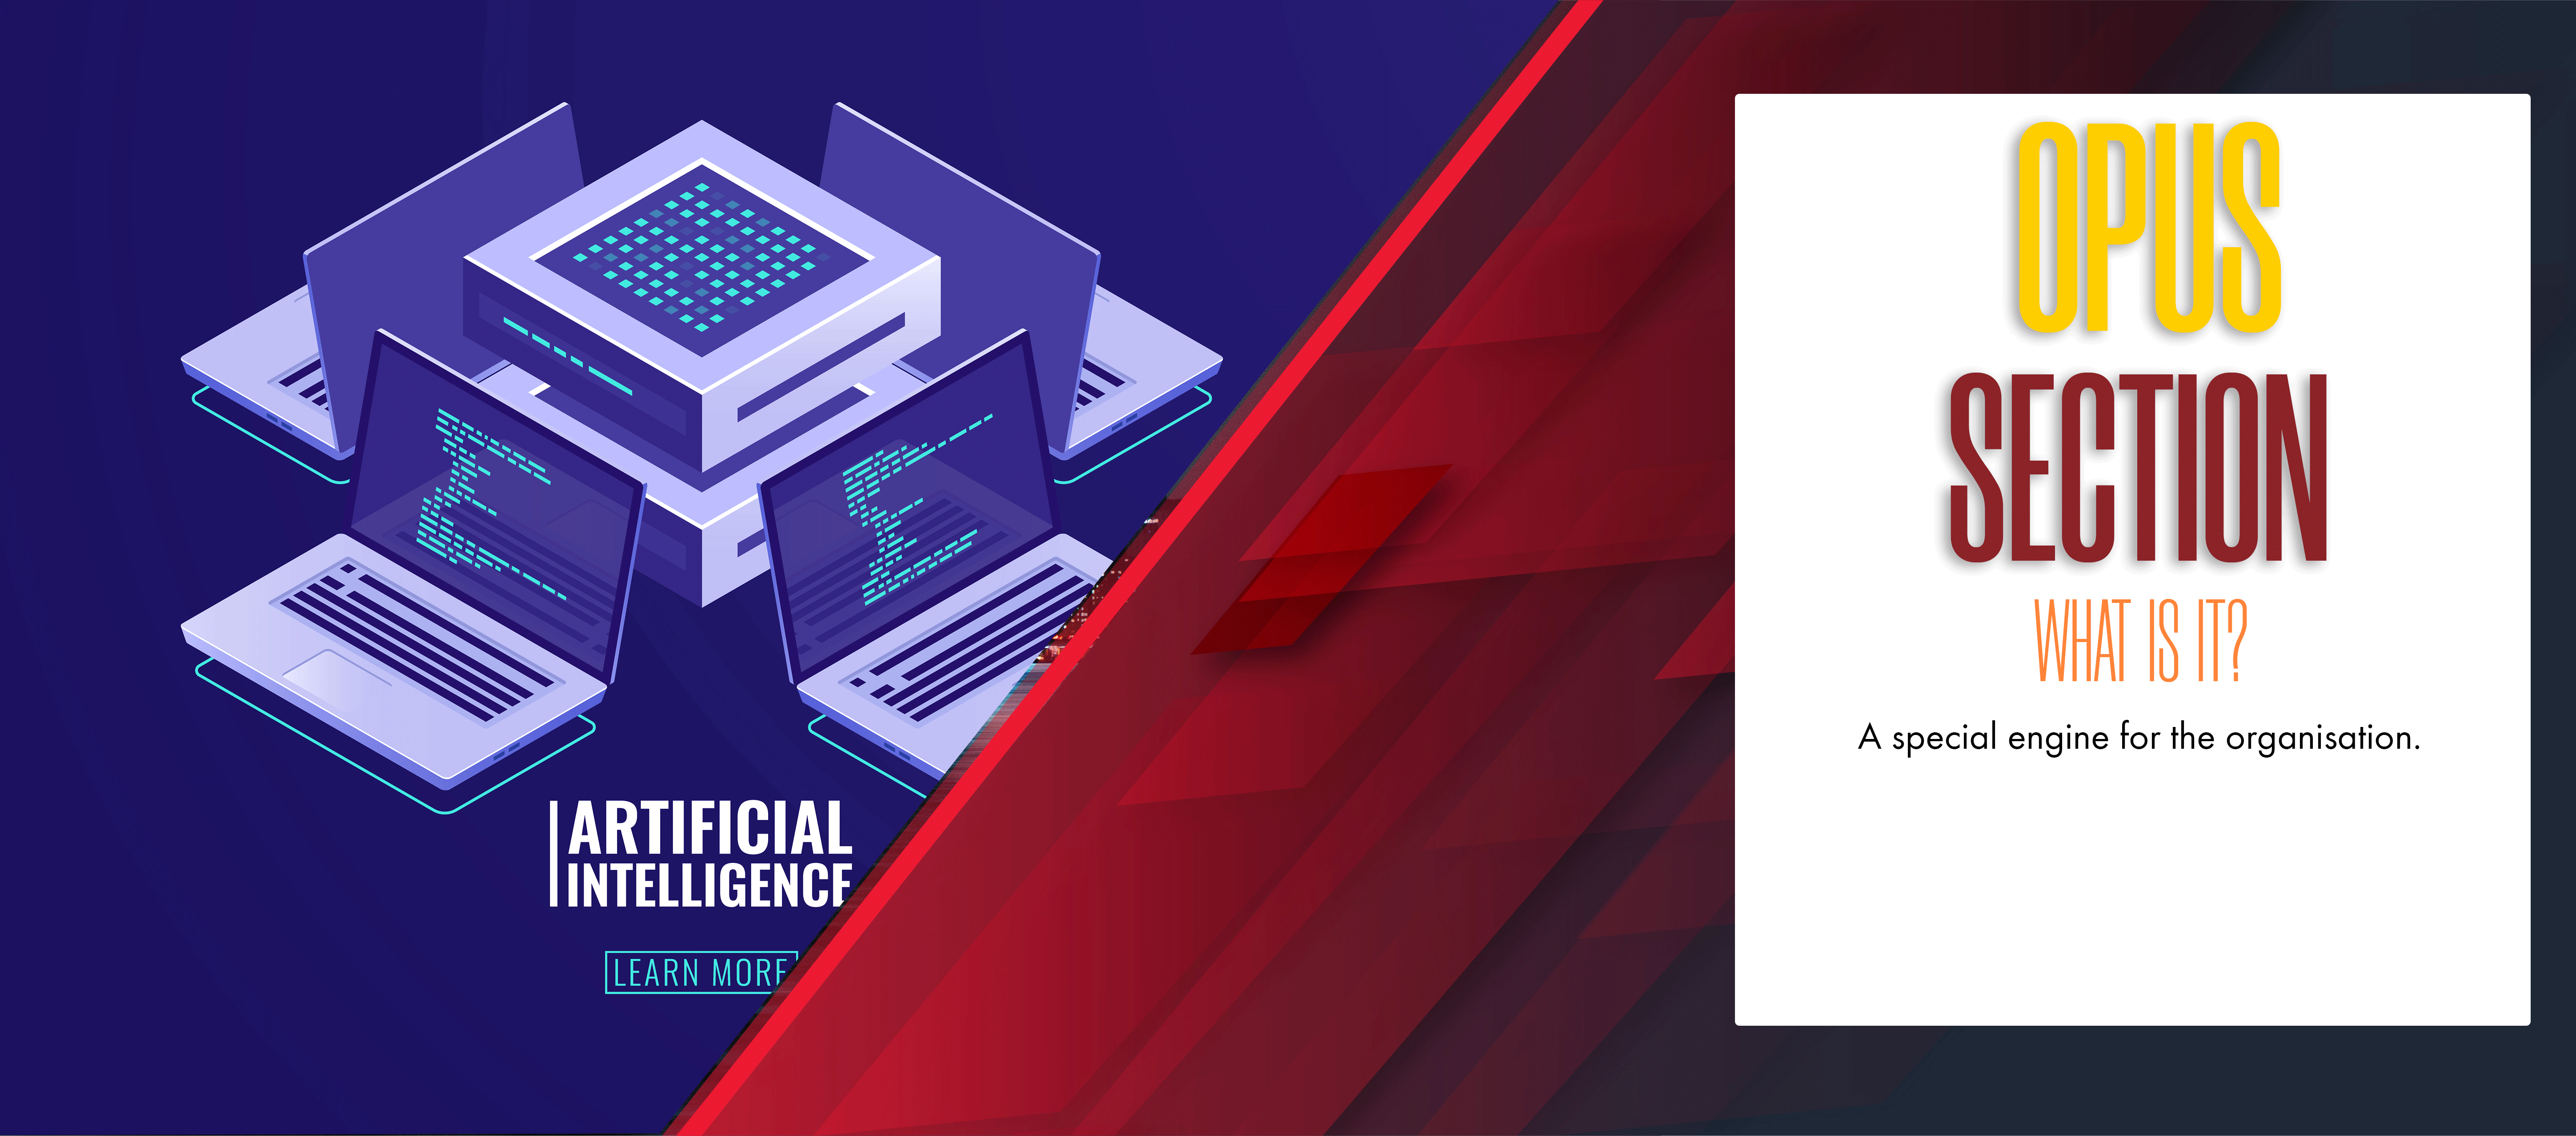 ARTIFICIAL
INTELLIGENCE
LEARN MORE
OPUS
SECTION
WHAT IS IT?
A special engine for the organisation.